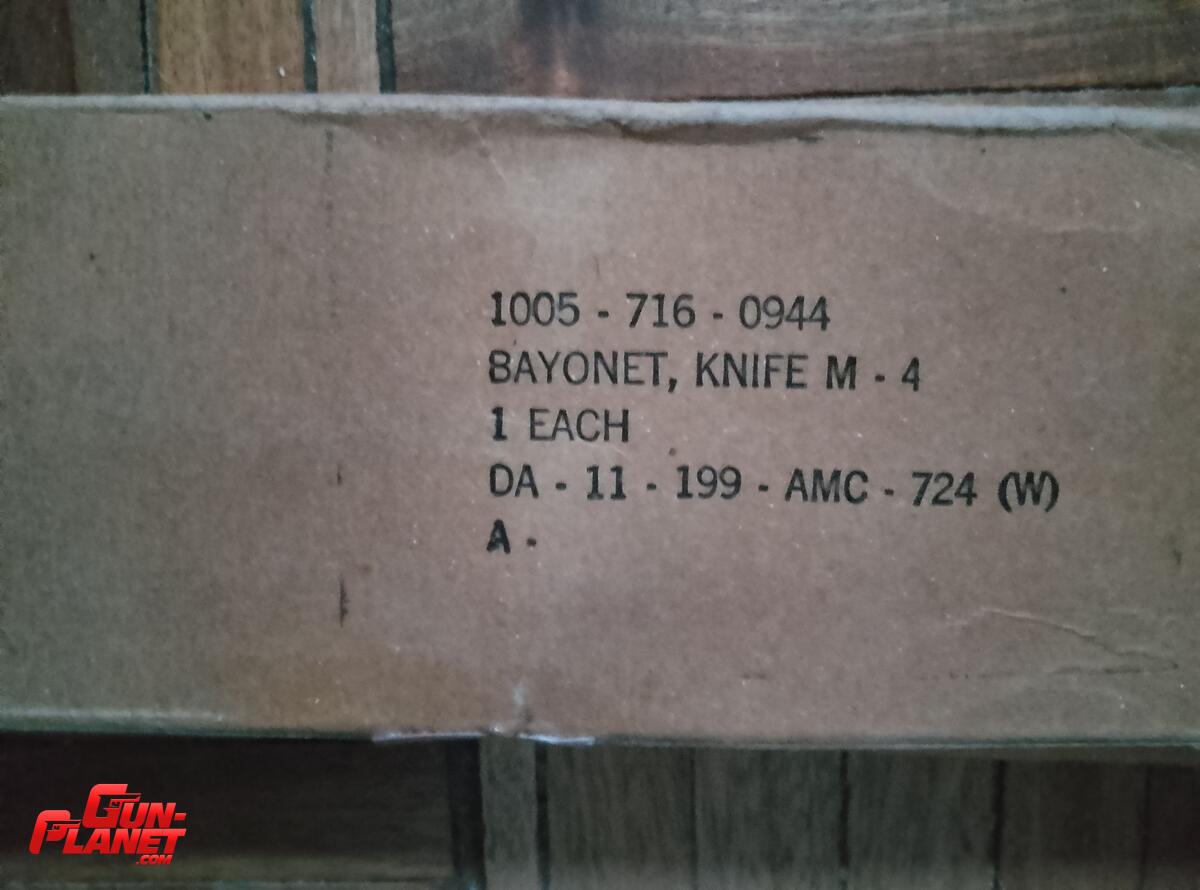 1005 - 716 - 0944
BAYONET, KNIFE M - 4
1 EACH
DA - 11 - 199 - AMC - 724 (W)
A -
GUN-
PLANET
.COM